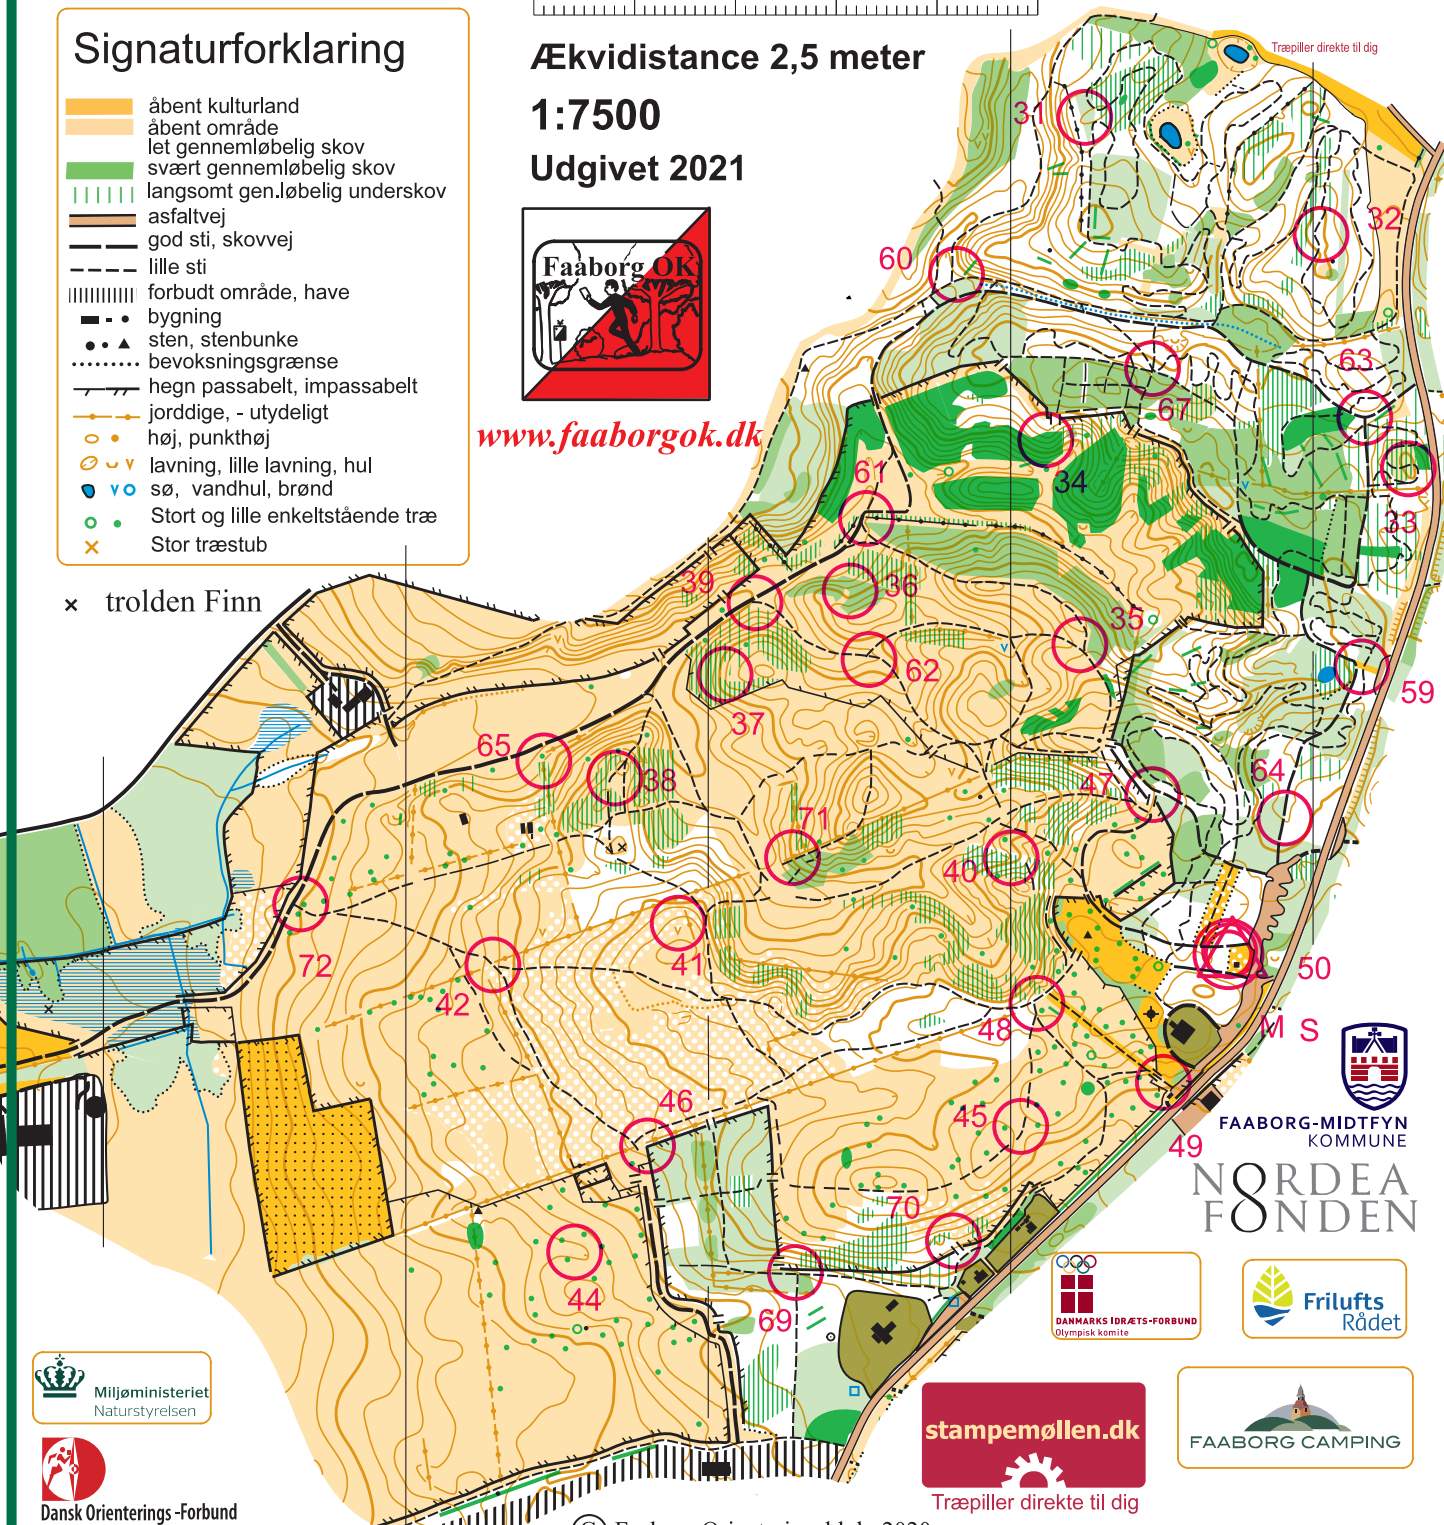 Signaturforklaring
åbent kulturland
åbent område
let gennemløbelig skov
svært gennemløbelig skov
langsomt gen.løbelig underskov
asfaltvej
god sti, skovvej
lille sti
forbudt område, have
bygning
sten, stenbunke
bevoksningsgrænse
hegn passabelt, impassabelt
jorddige, - utydeligt
høj, punkthøj
lavning, lille lavning, hul
sø, vandhul, brønd
Stort og lille enkeltstående træ
Stor træstub
x trolden Finn
Ækvidistance 2,5 meter
1:7500
Udgivet 2021
Faaborg OK
www.faaborgok.dk
Træpiller direkte til dig
31
32
60
63
67
34
33
61
39
36
35
62
59
37
65
38
47
64
71
40
41
72
42
50
48
M S
46
45
49
70
44
69
FAABORG-MIDTFYN
KOMMUNE
NORDEA
FONDEN
DANMARKS IDRÆTS-FORBUND
Olympisk komite
Frilufts
Rådet
Miljøministeriet
Naturstyrelsen
stampemøllen.dk
Træpiller direkte til dig
FAABORG CAMPING
Dansk Orienterings-Forbund